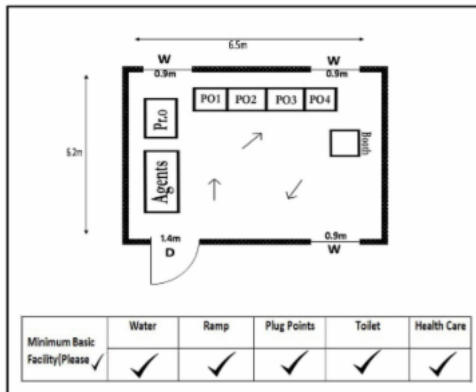 6.5m
W W
0.9m 0.9m
PO1 PO2 PO3 PO4
Pr.o
Booth
6.2m
Agents
1.4m 0.9m
D W
Water Ramp Plug Points Toilet Health Care
Minimum Basic
Facility(Please ✓ ✓ ✓ ✓ ✓ ✓